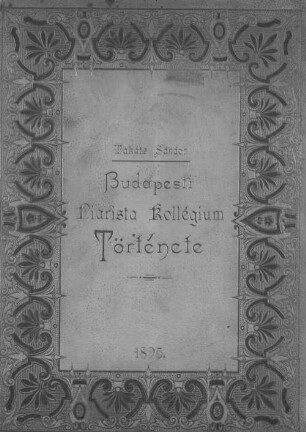 Takáts Sándor
Budapesti
Piarista Kollégium
Története
1895.